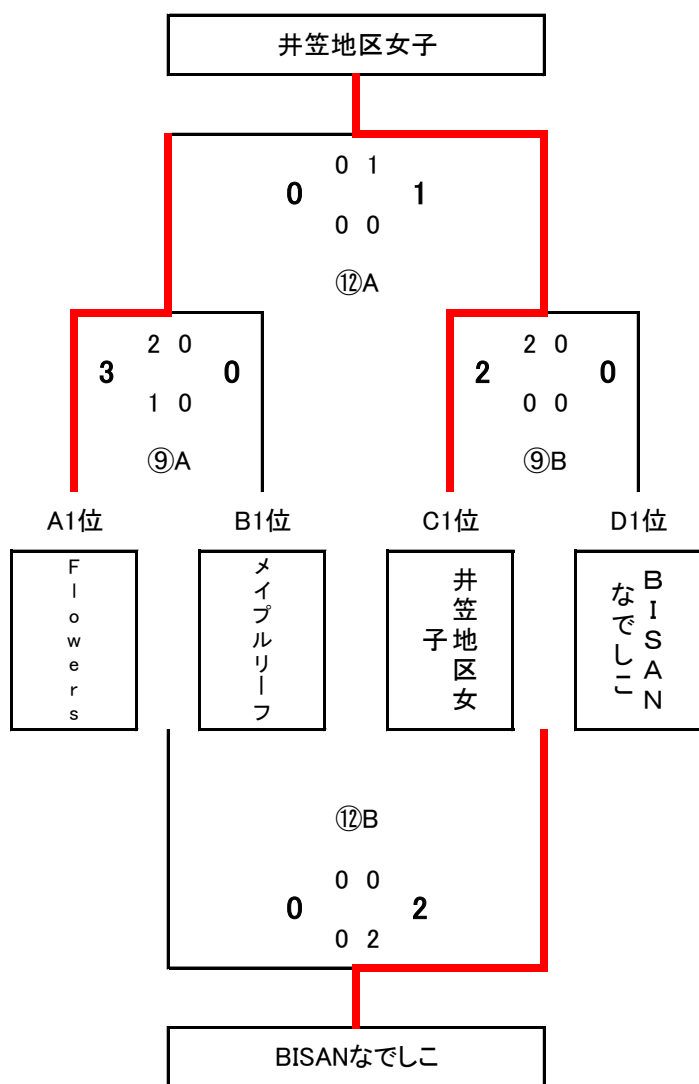 井笠地区女子
0 1
0 1
0 0
⑫A
2 0
3 0
1 0
⑨A
2 0
2 0
0 0
⑨B
A1位 B1位 C1位 D1位
Flowers
メイプルリーフ
井笠地区女子
BISANなでしこ
⑫B
0 0
0 2
0 2
BISANなでしこ